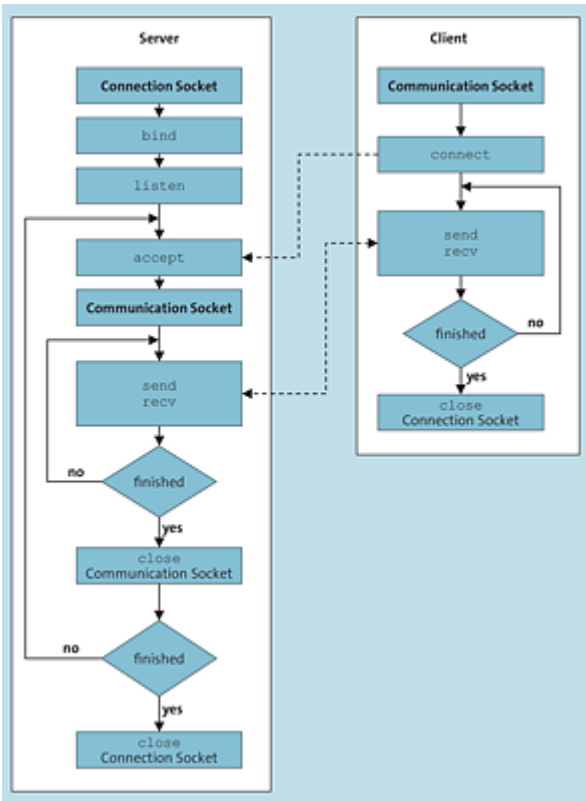 Server
Connection Socket
bind
listen
accept
Communication Socket
send
recv
finished
no
yes
close
Communication Socket
finished
no
yes
close
Connection Socket
Client
Communication Socket
connect
send
recv
finished
no
yes
close
Connection Socket